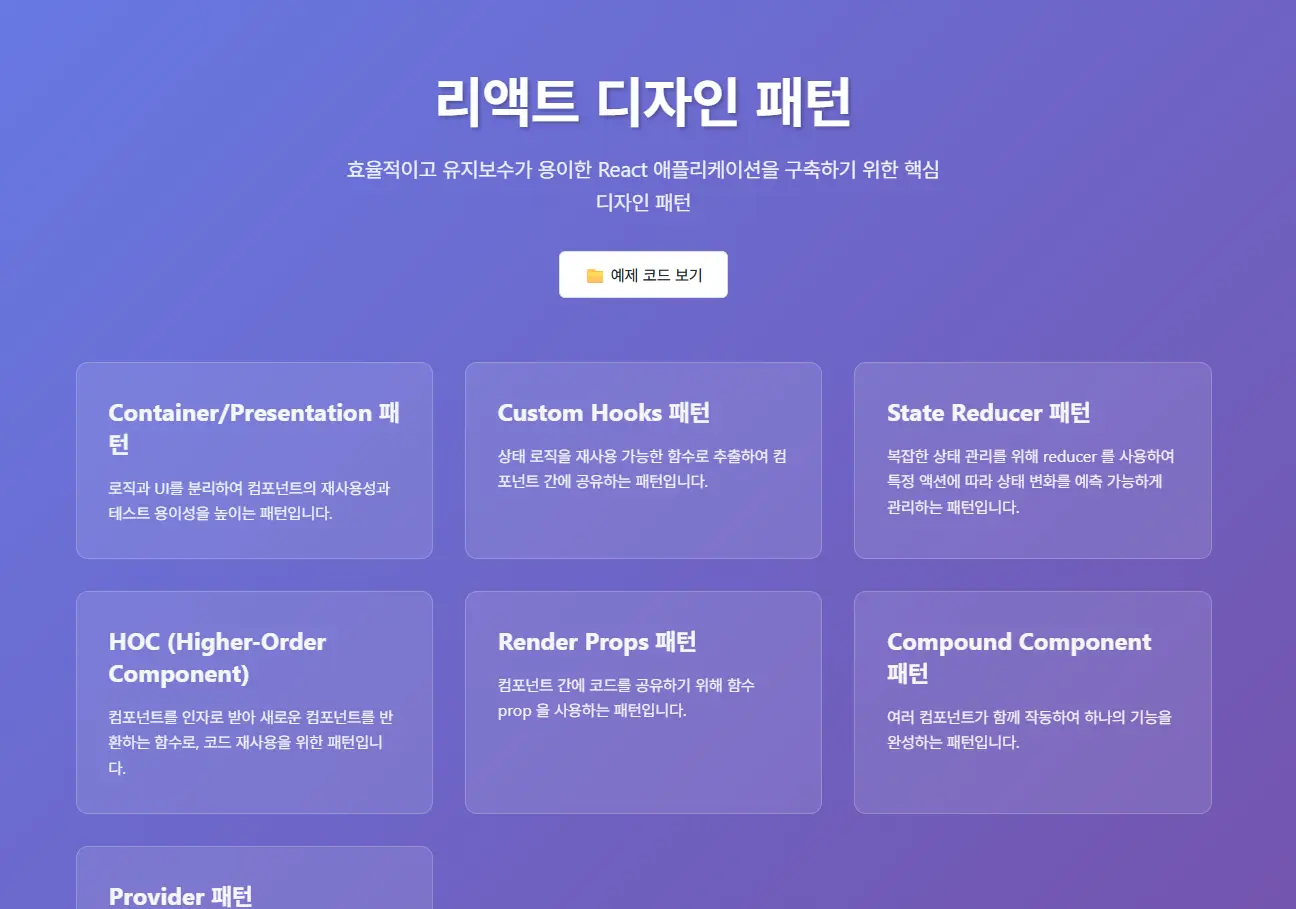 리액트 디자인 패턴
효율적이고 유지보수가 용이한 React 애플리케이션을 구축하기 위한 핵심
디자인 패턴
예제 코드 보기
Container/Presentation 패
턴
로직과 UI를 분리하여 컴포넌트의 재사용성과
테스트 용이성을 높이는 패턴입니다.
Custom Hooks 패턴
상태 로직을 재사용 가능한 함수로 추출하여 컴
포넌트 간에 공유하는 패턴입니다.
State Reducer 패턴
복잡한 상태 관리를 위해 reducer 를 사용하여
특정 액션에 따라 상태 변화를 예측 가능하게
관리하는 패턴입니다.
HOC (Higher-Order
Component)
컴포넌트를 인자로 받아 새로운 컴포넌트를 반
환하는 함수로, 코드 재사용을 위한 패턴입니
다.
Render Props 패턴
컴포넌트 간에 코드를 공유하기 위해 함수
prop 을 사용하는 패턴입니다.
Compound Component
패턴
여러 컴포넌트가 함께 작동하여 하나의 기능을
완성하는 패턴입니다.
Provider 패턴